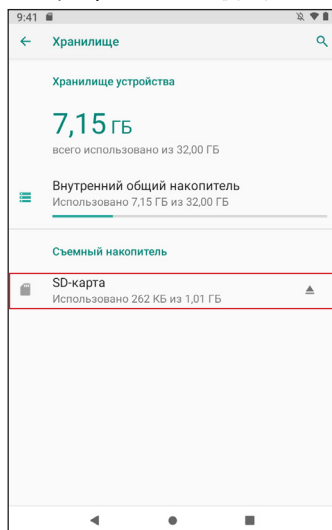 9:41
Хранилище
Хранилище устройства
7,15 ГБ
всего использовано из 32,00 ГБ
Внутренний общий накопитель
Использовано 7,15 ГБ из 32,00 ГБ
Съемный накопитель
SD-карта
Использовано 262 КБ из 1,01 ГБ